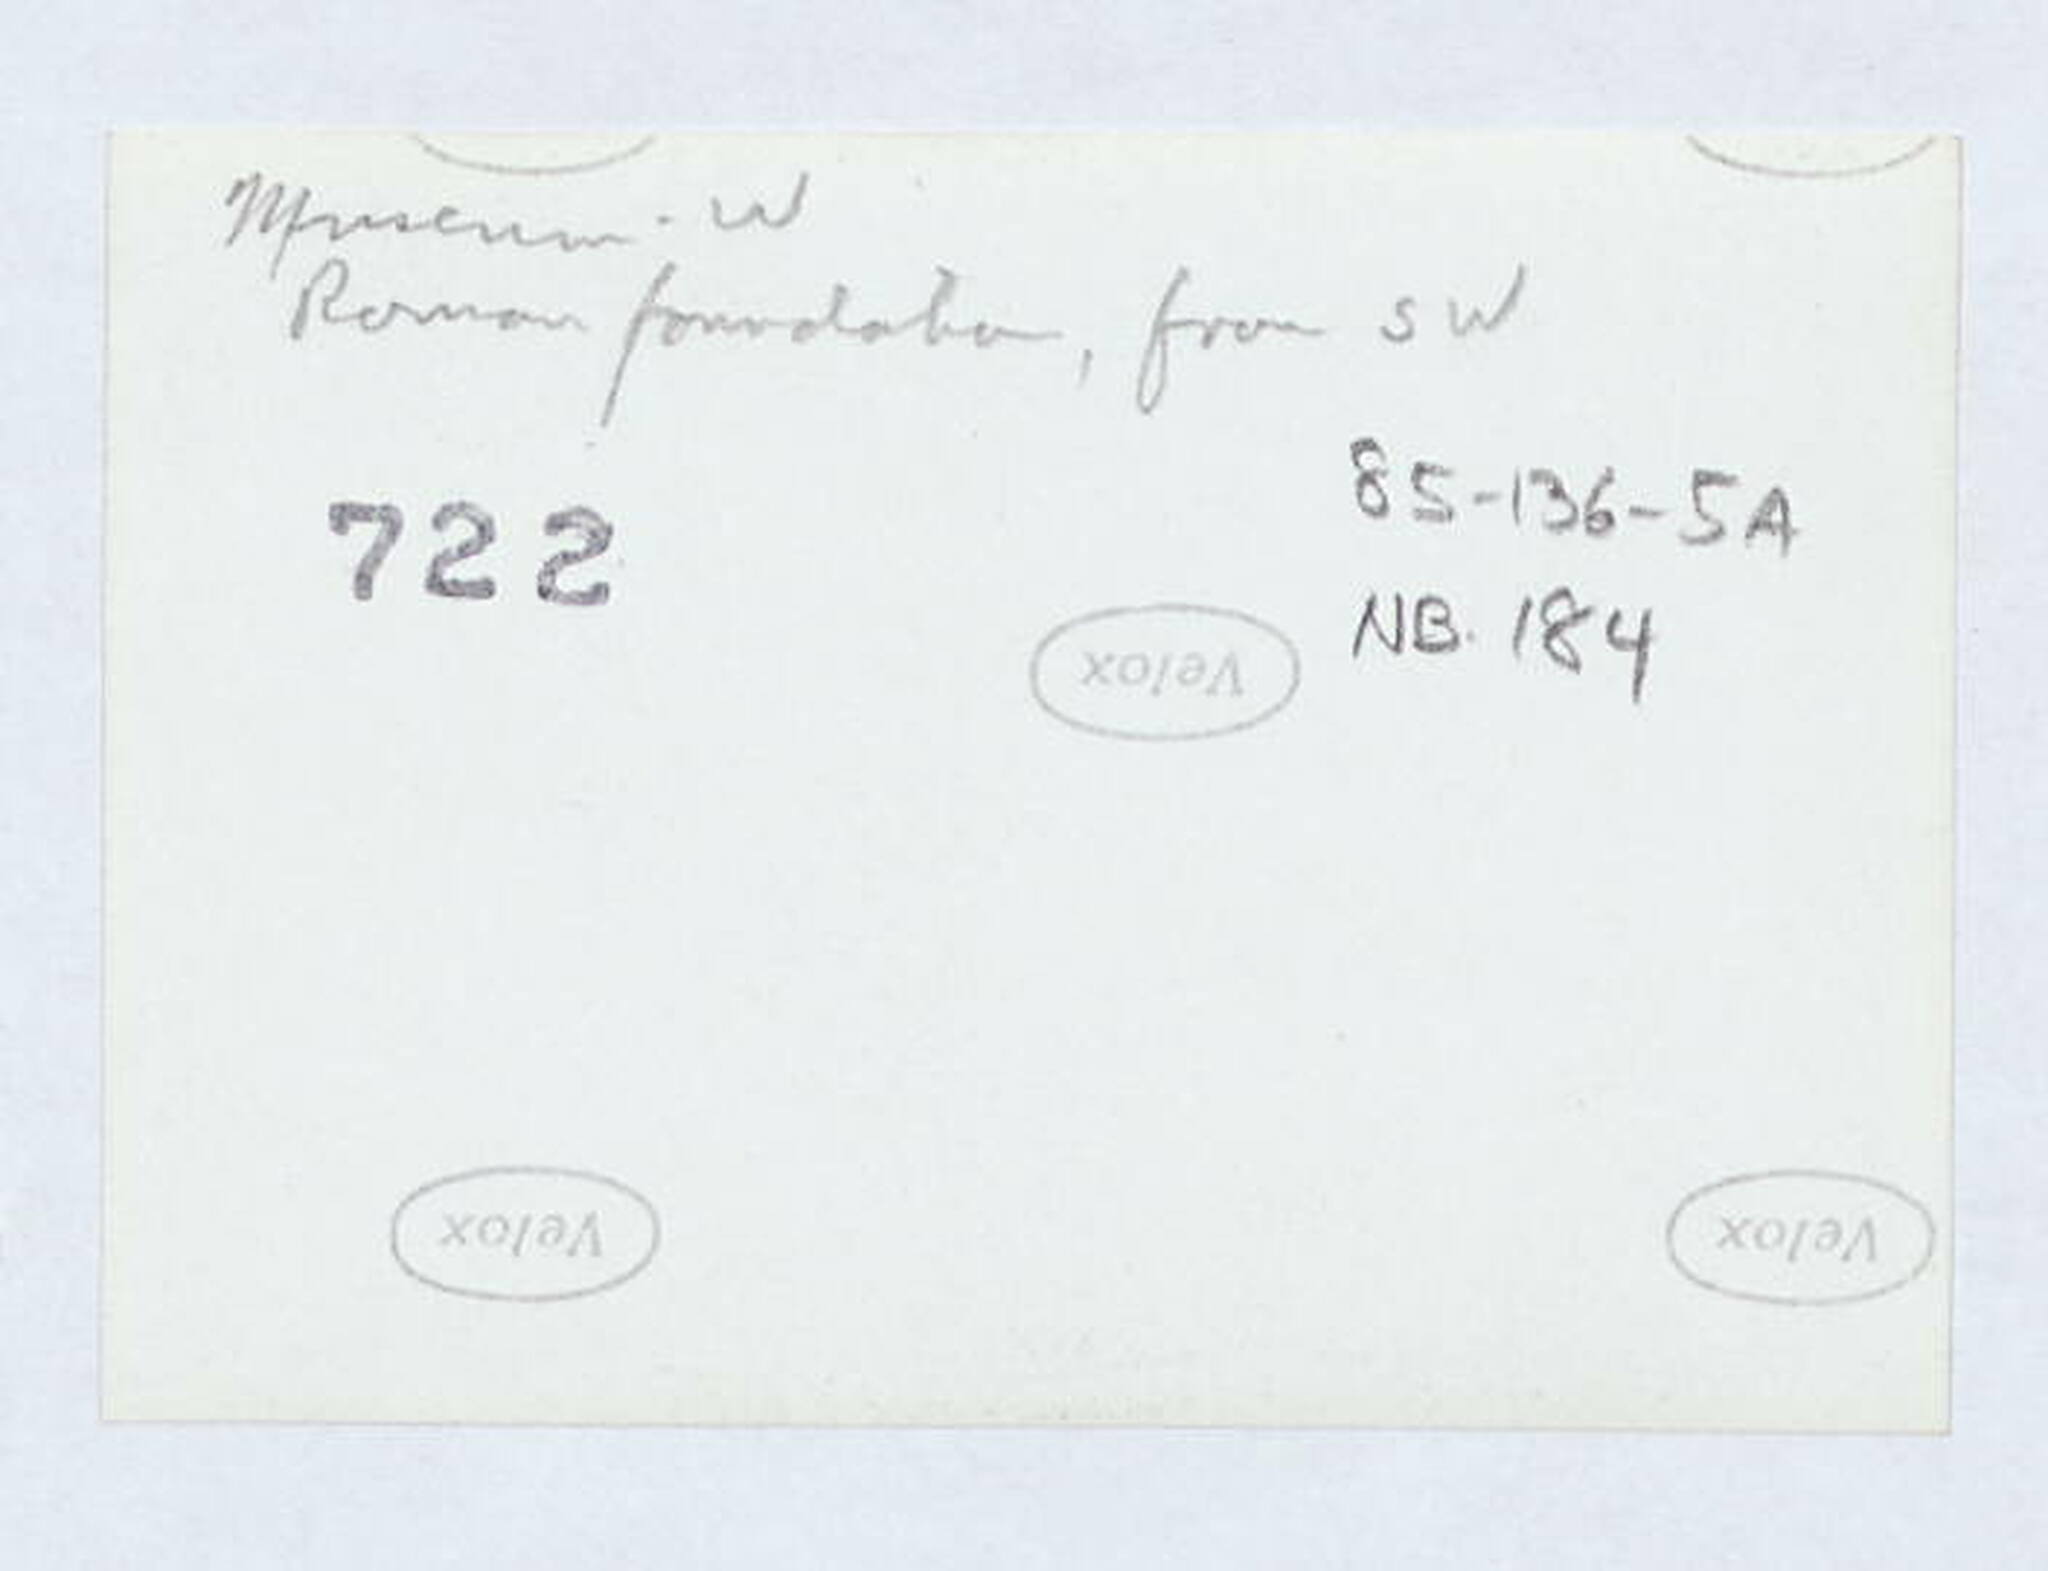 Museum - W
Roman foundation, from SW
722
85-136-5A
NB. 184
Velox
Velox
Velox